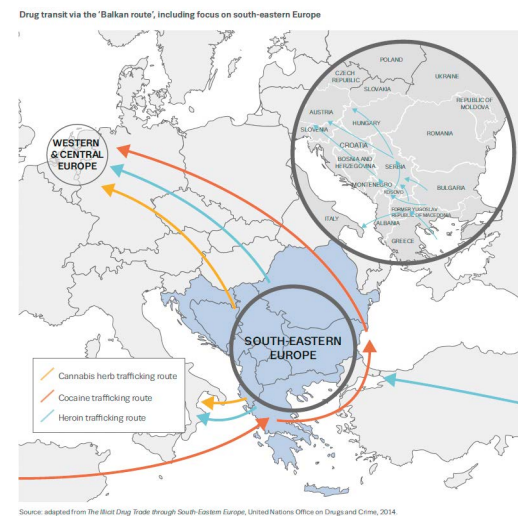 Drug transit via the 'Balkan route', including focus on south-eastern Europe
POLAND
CZECH
REPUBLIC
UKRAINE
SLOVAKIA
REPUBLIC OF
MOLDOVA
AUSTRIA
HUNGARY
SLOVENIA
ROMANIA
CROATIA
BOSNIA AND
HERZEGOVINA
SERBIA
MONTENEGRO
KOSOVO
BULGARIA
FORMER YUGOSLAV
REPUBLIC OF MACEDONIA
ITALY
ALBANIA
GREECE
WESTERN
& CENTRAL
EUROPE
SOUTH-EASTERN
EUROPE
Cannabis herb trafficking route
Cocaine trafficking route
Heroin trafficking route
Source: adapted from The Illicit Drug Trade through South-Eastern Europe, United Nations Office on Drugs and Crime, 2014.